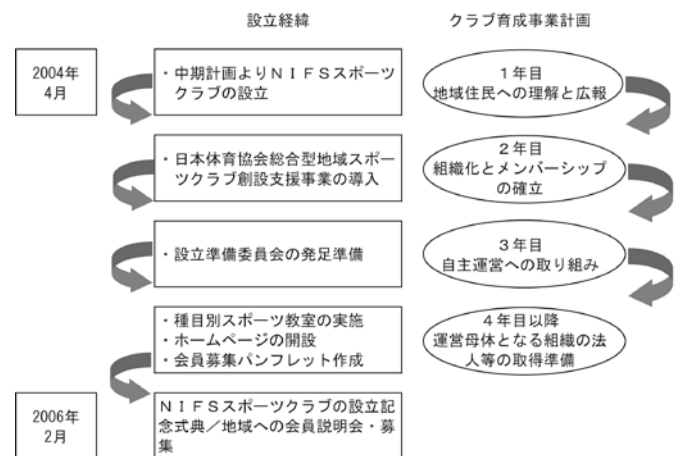 設立経緯
クラブ育成事業計画
2004年
4月
・中期計画よりＮＩＦＳスポーツ
クラブの設立
１年目
地域住民への理解と広報
・日本体育協会総合型地域スポー
ツクラブ創設支援事業の導入
２年目
組織化とメンバーシップ
の確立
・設立準備委員会の発足準備
３年目
自主運営への取り組み
・種目別スポーツ教室の実施
・ホームページの開設
・会員募集パンフレット作成
４年目以降
運営母体となる組織の法
人等の取得準備
2006年
2月
ＮＩＦＳスポーツクラブの設立記
念式典／地域への会員説明会・募
集